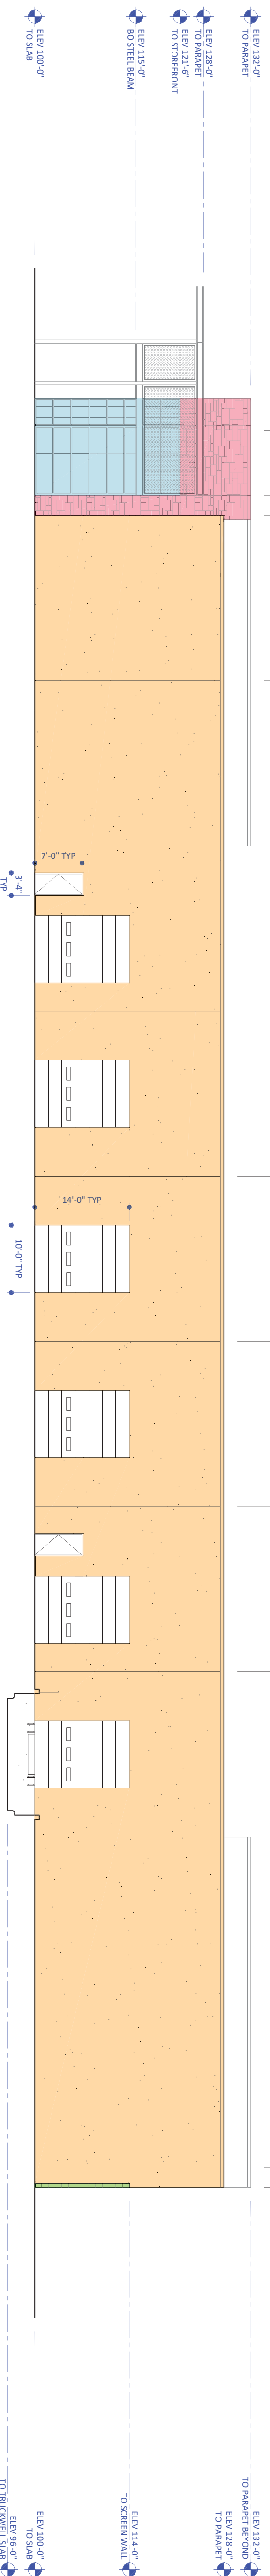 ELEV 132'-0"
TO PARAPET
ELEV 128'-0"
TO PARAPET
ELEV 121'-6"
TO STOREFRONT
ELEV 115'-0"
BO STEEL BEAM
ELEV 100'-0"
TO SLAB
7'-0" TYP
3'-4"
TYP
14'-0" TYP
10'-0" TYP
ELEV 132'-0"
TO PARAPET BEYOND
ELEV 128'-0"
TO PARAPET
ELEV 114'-0"
TO SCREEN WALL
ELEV 100'-0"
TO SLAB
ELEV 96'-0"
TO TRUCKWELL SLAB